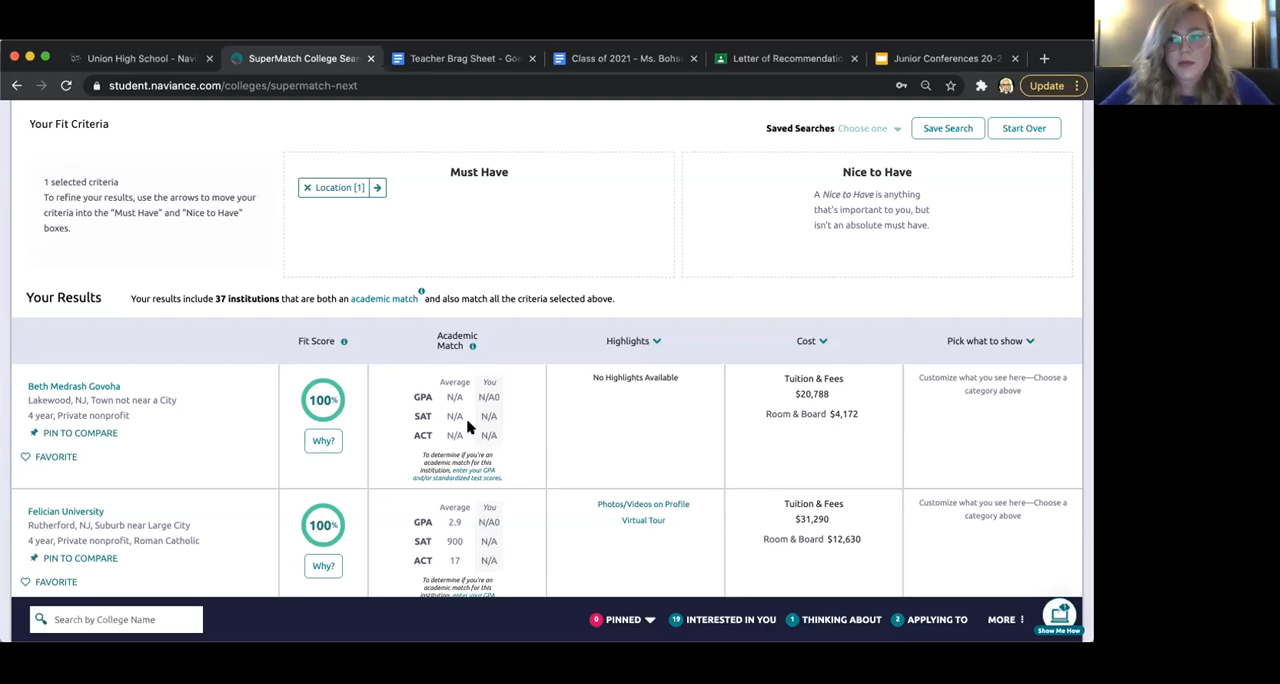 Union High School - Navi
SuperMatch College Sear
Teacher Brag Sheet - Goo
Class of 2021 - Ms. Bohs
Letter of Recommendatio
Junior Conferences 20-2
student.naviance.com/colleges/supermatch-next
Update
Your Fit Criteria
Saved Searches Choose one
Save Search
Start Over
1 selected criteria
To refine your results, use the arrows to move your
criteria into the "Must Have" and "Nice to Have"
boxes.
Must Have
Location [1]
Nice to Have
A Nice to Have is anything
that's important to you, but
isn't an absolute must have.
Your Results
Your results include 37 institutions that are both an academic match and also match all the criteria selected above.
Fit Score
Academic
Match
Highlights
Cost
Pick what to show
Beth Medrash Govoha
Lakewood, NJ, Town not near a City
4 year, Private nonprofit
PIN TO COMPARE
FAVORITE
100%
Why?
Average You
GPA N/A N/A0
SAT N/A N/A
ACT N/A N/A
To determine if you're an
academic match for this
institution, enter your GPA
and/or standardized test scores.
No Highlights Available
Tuition & Fees
$20,788
Room & Board $4,172
Customize what you see here—Choose a
category above
Felician University
Rutherford, NJ, Suburb near Large City
4 year, Private nonprofit, Roman Catholic
PIN TO COMPARE
FAVORITE
100%
Why?
Average You
GPA 2.9 N/A0
SAT 900 N/A
ACT 17 N/A
To determine if you're an
academic match for this
institution, enter your GPA
Photos/Videos on Profile
Virtual Tour
Tuition & Fees
$31,290
Room & Board $12,630
Customize what you see here—Choose a
category above
Search by College Name
0 PINNED
19 INTERESTED IN YOU
1 THINKING ABOUT
2 APPLYING TO
MORE
Show Me How